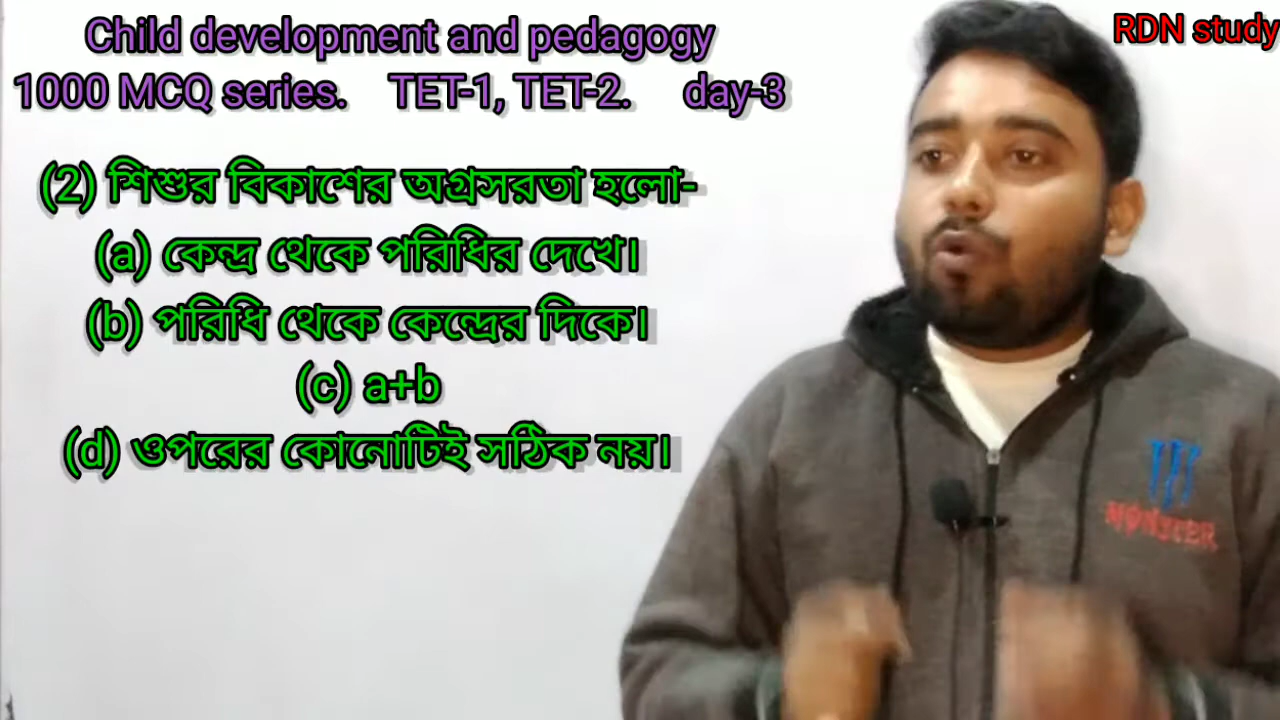 Child development and pedagogy
RDN study
1000 MCQ series. TET-1, TET-2. day-3
(2) শিশুর বিকাশের অগ্রসরতা হলো-
(a) কেন্দ্র থেকে পরিধির দেখে।
(b) পরিধি থেকে কেন্দ্রের দিকে।
(c) a+b
(d) ওপরের কোনোটিই সঠিক নয়।
MONSTER